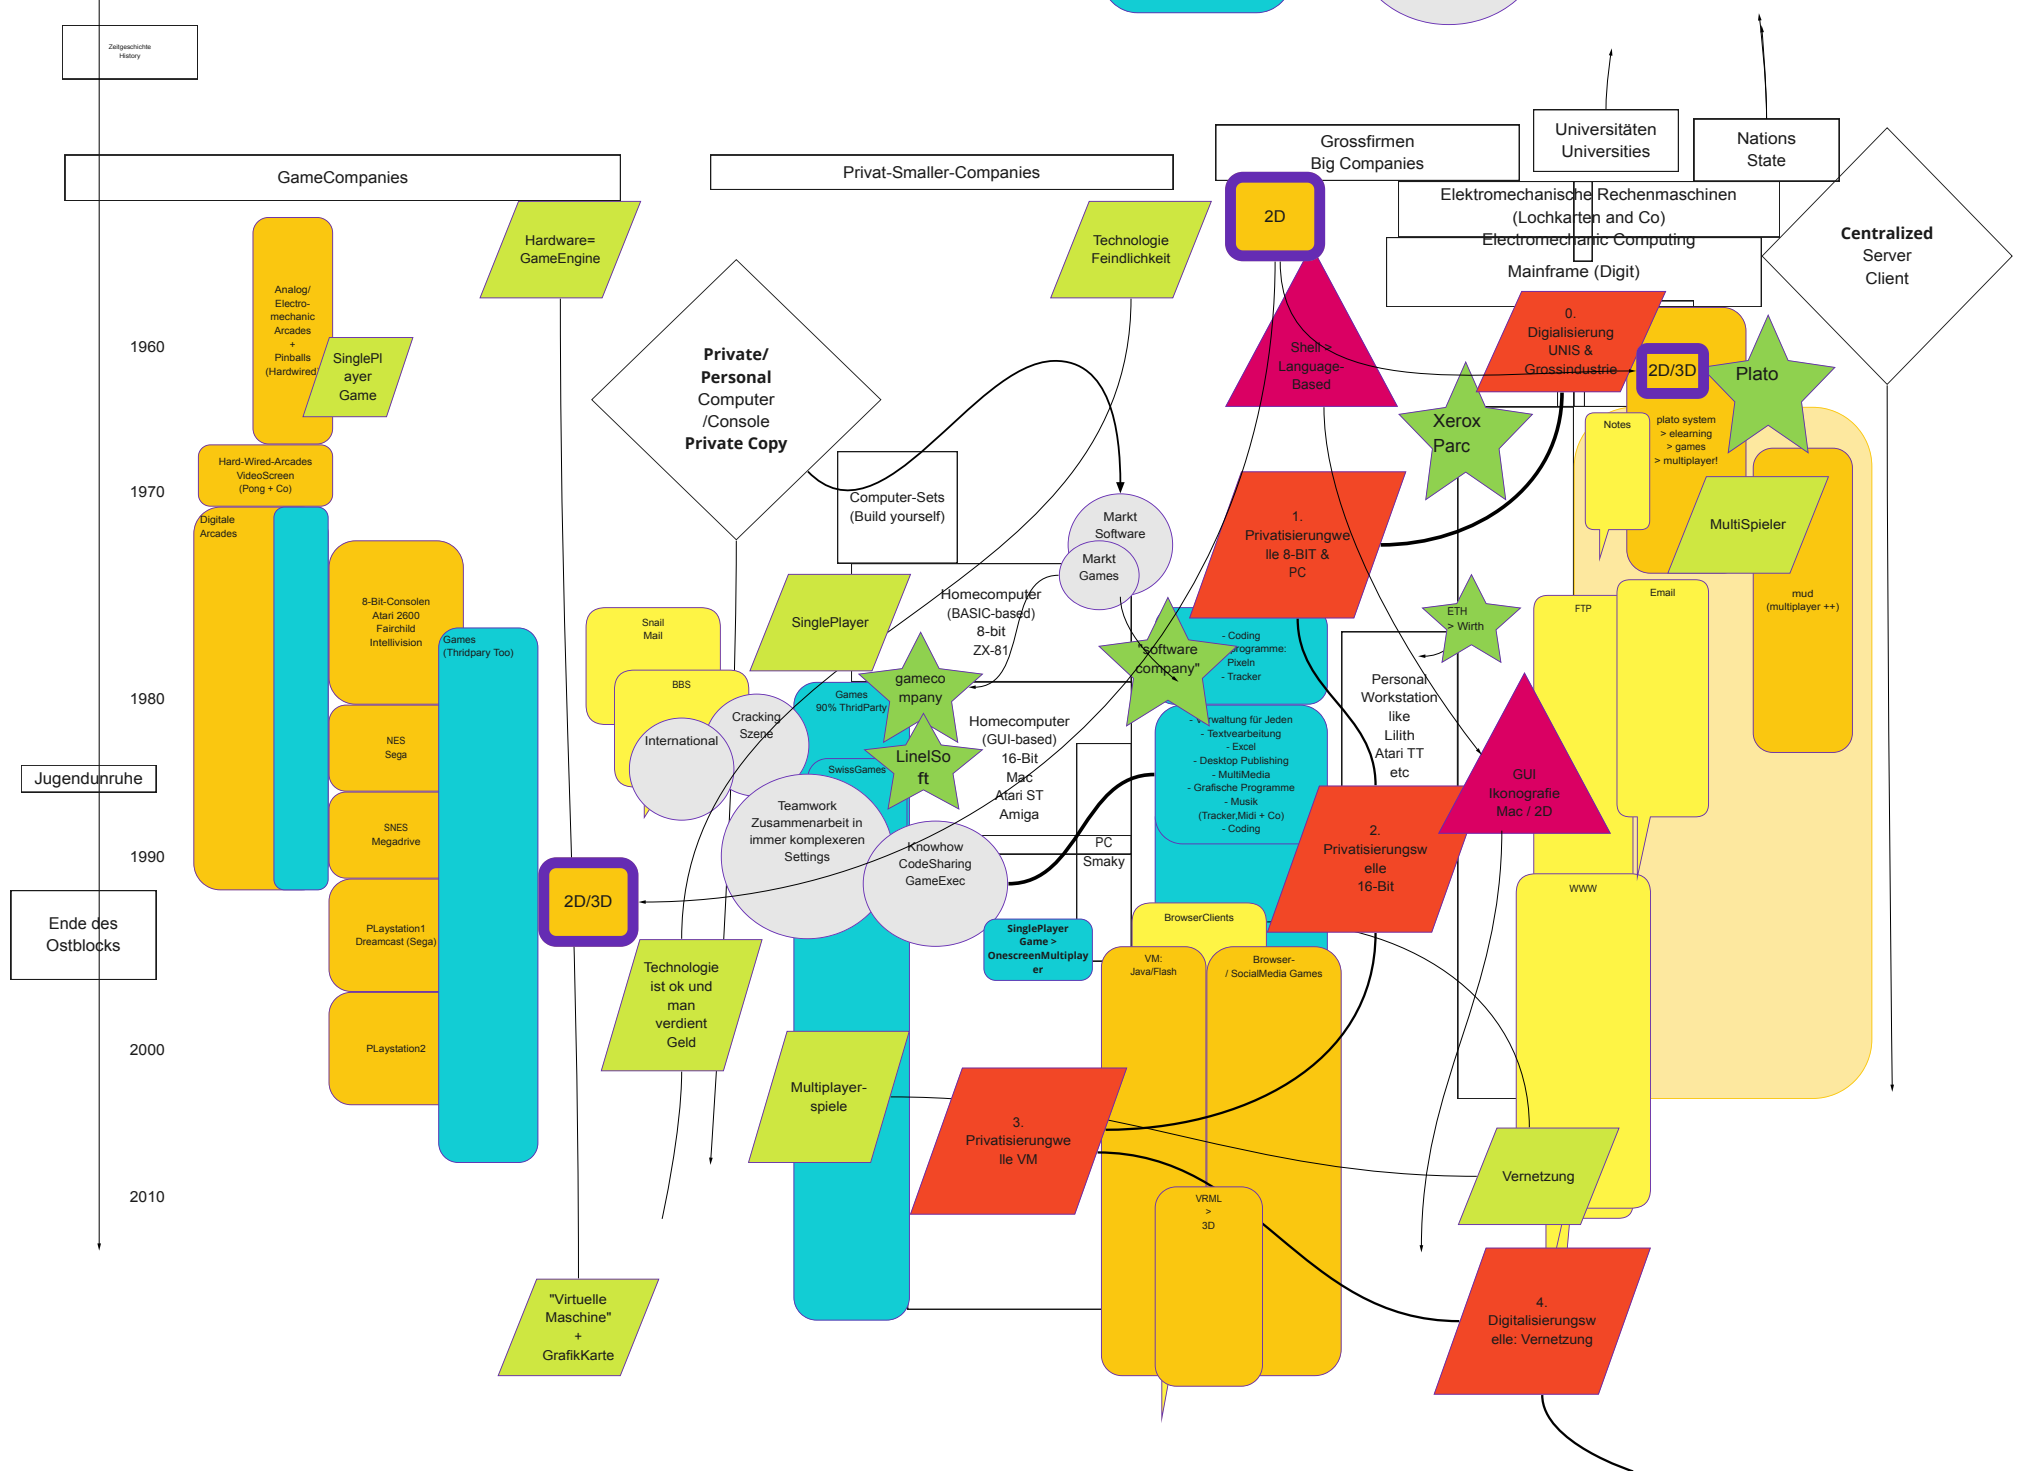 Zeitgeschichte
History
GameCompanies
Privat-Smaller-Companies
Grossfirmen
Big Companies
Universitäten
Universities
Nations
State
Elektromechanische Rechenmaschinen
(Lochkarten and Co)
Electromechanic Computing
Mainframe (Digit)
Centralized
Server
Client
Hardware=
GameEngine
Technologie
Feindlichkeit
2D
Analog/
Electro-
mechanic
Arcades
+
Pinballs
(Hardwired
SinglePl
ayer
Game
1960
Private/
Personal
Computer
/Console
Private Copy
Shell >
Language-
Based
0.
Digialisierung
UNIS &
Grossindustrie
2D/3D
Plato
Xerox
Parc
Notes
plato system
> elearning
> games
> multiplayer!
Hard-Wired-Arcades
VideoScreen
(Pong + Co)
1970
Computer-Sets
(Build yourself)
Markt
Software
Markt
Games
1.
Privatisierungwe
lle 8-BIT &
PC
MultiSpieler
Digitale
Arcades
8-Bit-Consolen
Atari 2600
Fairchild
Intellivision
Games
(Thridpary Too)
Snail
Mail
SinglePlayer
Homecomputer
(BASIC-based)
8-bit
ZX-81
ETH
> Wirth
FTP
Email
mud
(multiplayer ++)
- Coding
programme:
Pixeln
- Tracker
"software
company"
gameco
mpany
BBS
Games
90% ThridParty
1980
Personal
Workstation
like
Lilith
Atari TT
etc
Cracking
Szene
International
Homecomputer
(GUI-based)
16-Bit
Mac
Atari ST
Amiga
- Verwaltung für Jeden
- Textvearbeitung
- Excel
- Desktop Publishing
- MultiMedia
- Grafische Programme
- Musik
(Tracker,Midi + Co)
- Coding
NES
Sega
LinelSo
ft
SwissGames
Jugendunruhe
GUI
Ikonografie
Mac / 2D
Teamwork
Zusammenarbeit in
immer komplexeren
Settings
SNES
Megadrive
1990
Knowhow
CodeSharing
GameExec
PC
Smaky
2.
Privatisierungsw
elle
16-Bit
WWW
2D/3D
Ende des
Ostblocks
PLaystation1
Dreamcast (Sega)
SinglePlayer
Game >
OnescreenMultiplay
er
BrowserClients
VM:
Java/Flash
Browser-
/ SocialMedia Games
Technologie
ist ok und
man
verdient
Geld
2000
PLaystation2
Multiplayer-
spiele
3.
Privatisierungwe
lle VM
Vernetzung
2010
VRML
>
3D
"Virtuelle
Maschine"
+
GrafikKarte
4.
Digitalisierungsw
elle: Vernetzung